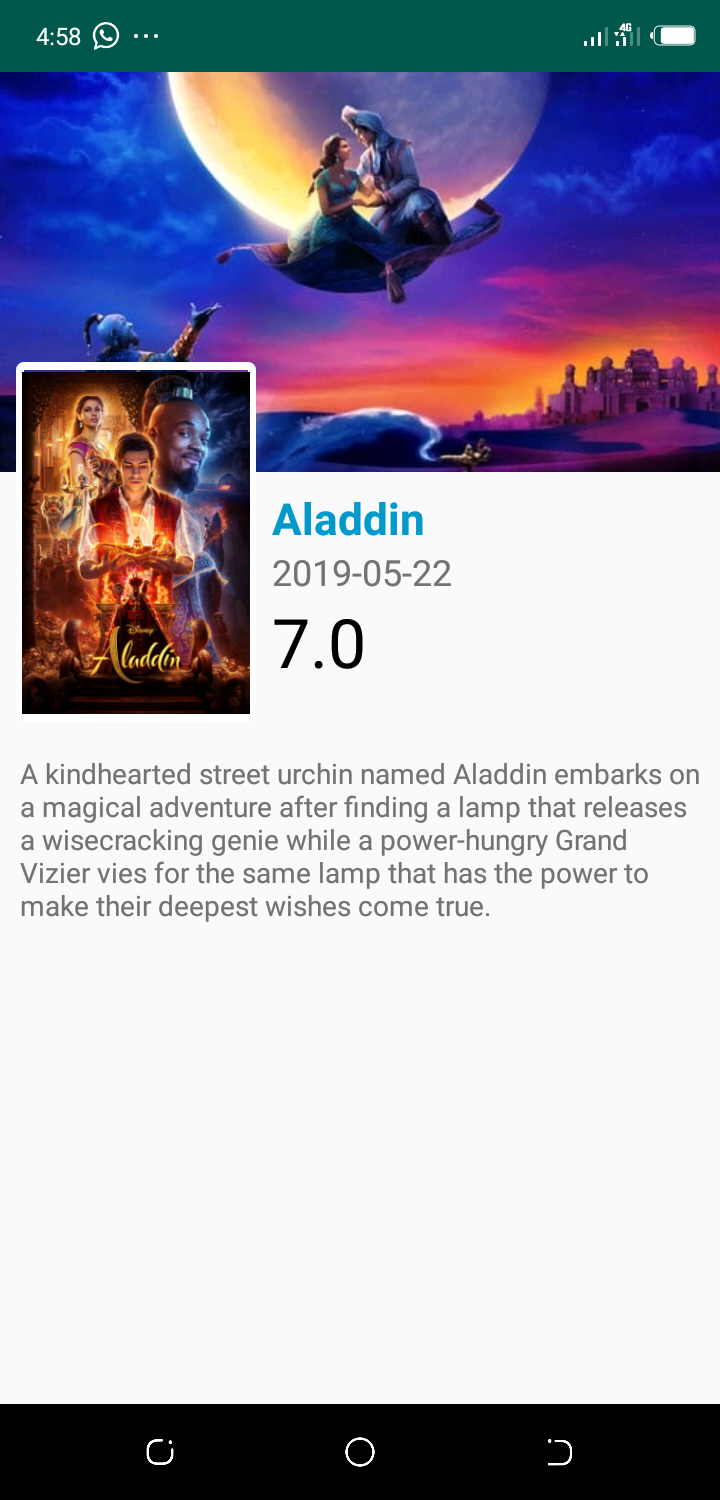 4:58
4G
Disney
Aladdin
Aladdin
2019-05-22
7.0
A kindhearted street urchin named Aladdin embarks on
a magical adventure after finding a lamp that releases
a wisecracking genie while a power-hungry Grand
Vizier vies for the same lamp that has the power to
make their deepest wishes come true.